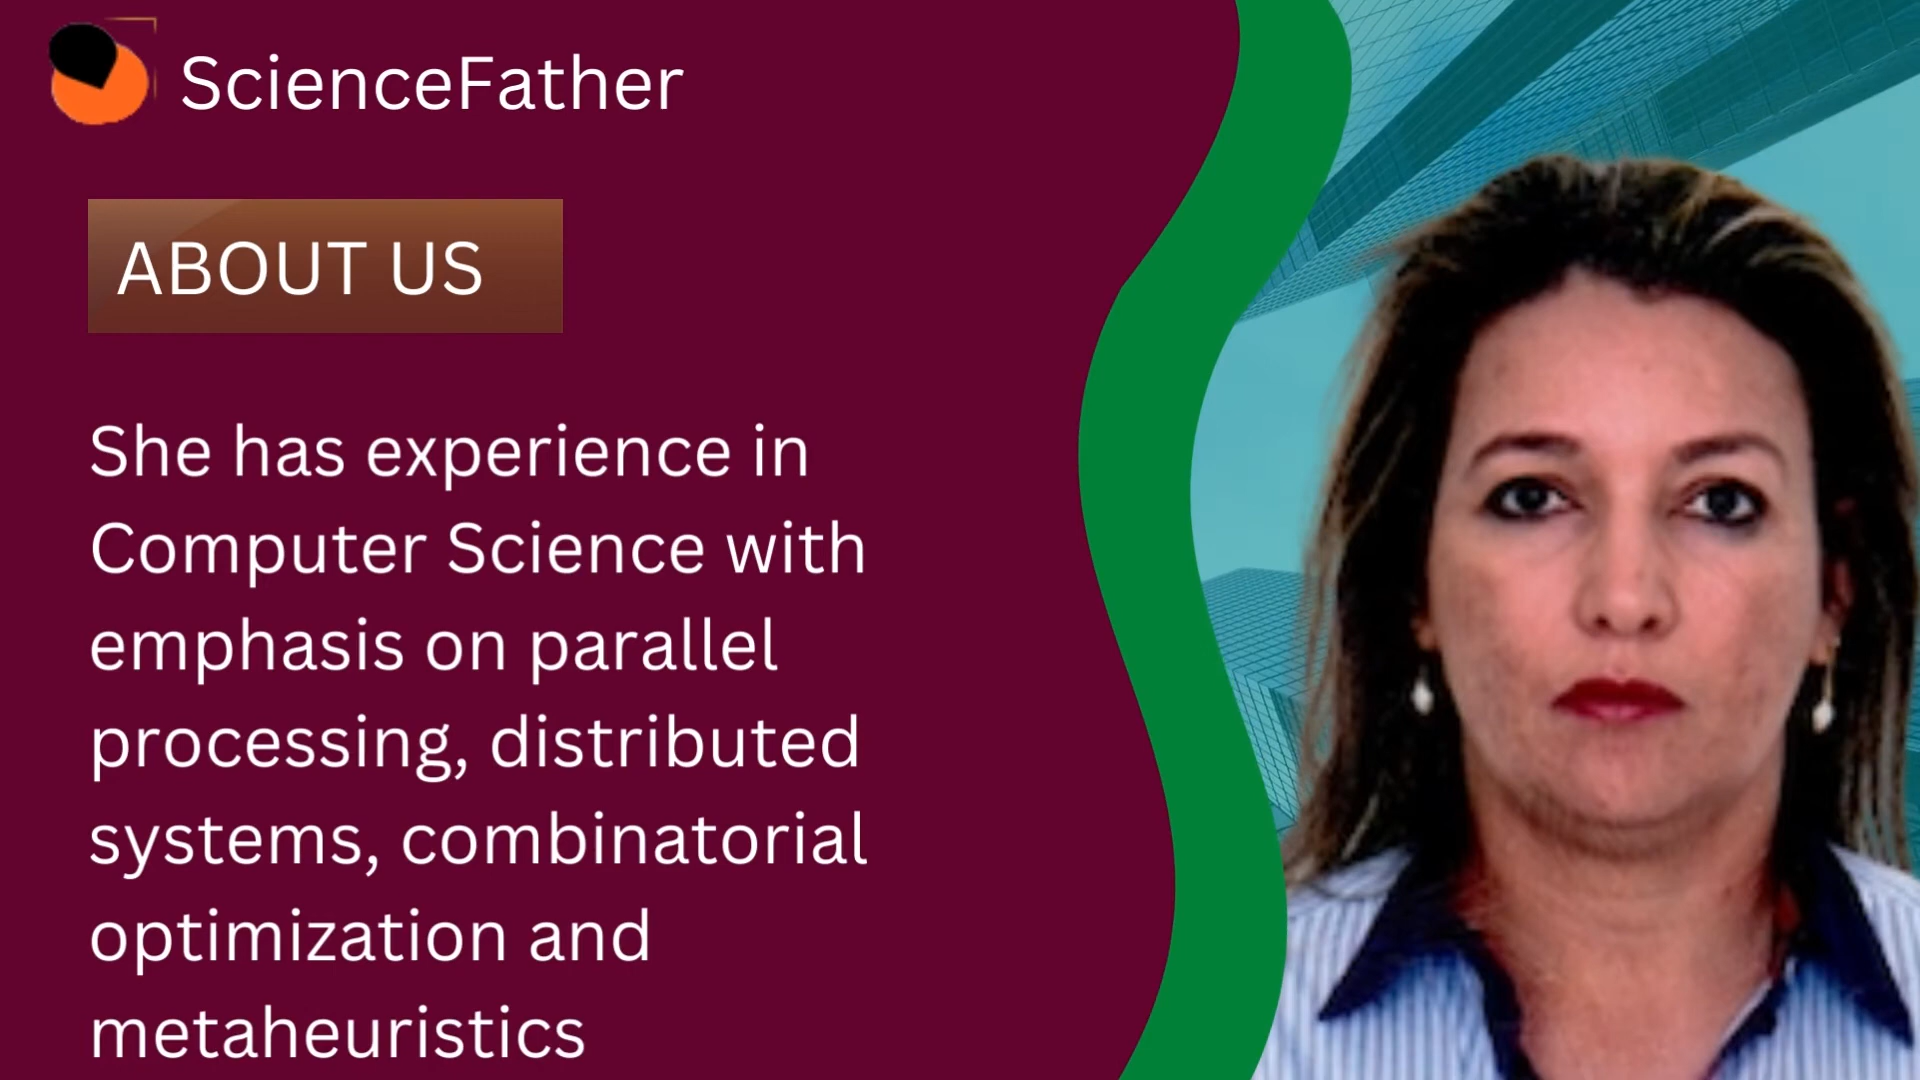 ScienceFather
ABOUT US
She has experience in
Computer Science with
emphasis on parallel
processing, distributed
systems, combinatorial
optimization and
metaheuristics